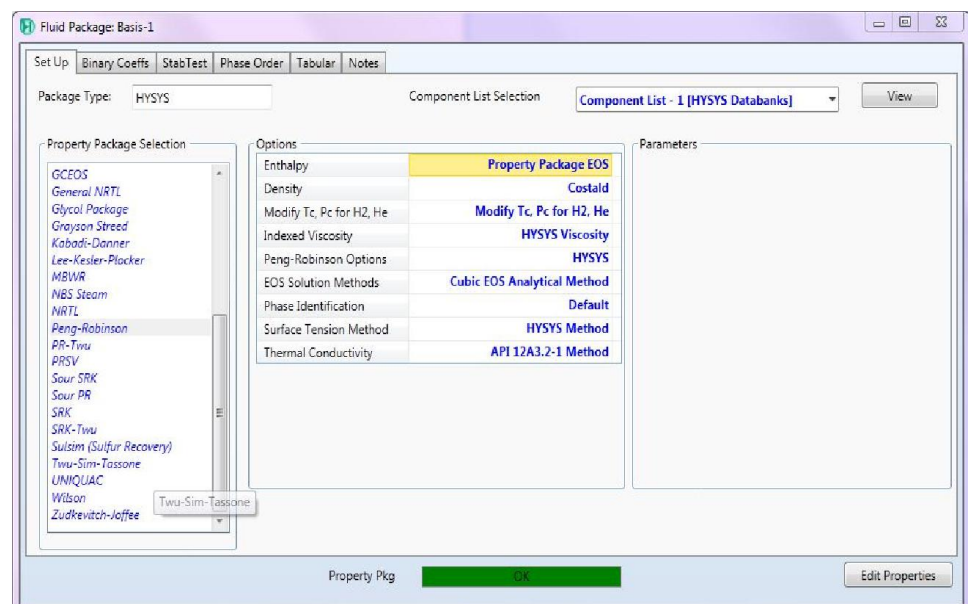 Fluid Package: Basis-1
Set Up Binary Coeffs StabTest Phase Order Tabular Notes
Package Type: HYSYS Component List Selection Component List - 1 [HYSYS Databanks] View
Property Package Selection
GCEOS
General NRTL
Glycol Package
Grayson Streed
Kabadi-Danner
Lee-Kesler-Plocker
MBWR
NBS Steam
NRTL
Peng-Robinson
PR-Twu
PRSV
Sour SRK
Sour PR
SRK
SRK-Twu
Sulsim (Sulfur Recovery)
Twu-Sim-Tassone
UNIQUAC
Wilson
Zudkevitch-Joffee
Twu-Sim-Tassone
Options
Enthalpy Property Package EOS
Density Costald
Modify Tc, Pc for H2, He Modify Tc, Pc for H2, He
Indexed Viscosity HYSYS Viscosity
Peng-Robinson Options HYSYS
EOS Solution Methods Cubic EOS Analytical Method
Phase Identification Default
Surface Tension Method HYSYS Method
Thermal Conductivity API 12A3.2-1 Method
Parameters
Property Pkg OK Edit Properties